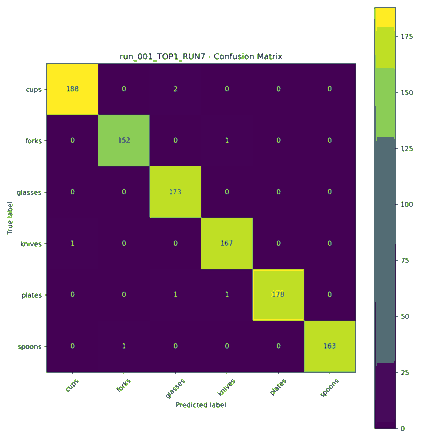 run_001_TOP1_RUN7 - Confusion Matrix
cups 188 0 2 0 0 0
forks 0 152 0 1 0 0
glasses 0 0 173 0 0 0
knives 1 0 0 167 0 0
plates 0 0 1 1 178 0
spoons 0 1 0 0 0 163
True label
cups forks glasses knives plates spoons
Predicted label
175
150
125
100
75
50
25
0